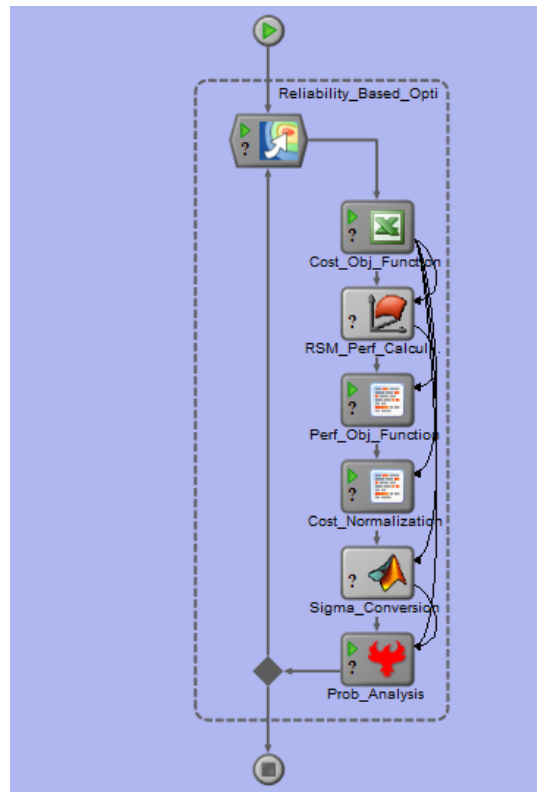 Reliability_Based_Opti
?
?
Cost_Obj_Function
?
RSM_Perf_Calcul...
?
Perf_Obj_Function
?
Cost_Normalization
?
Sigma_Conversion
?
Prob_Analysis